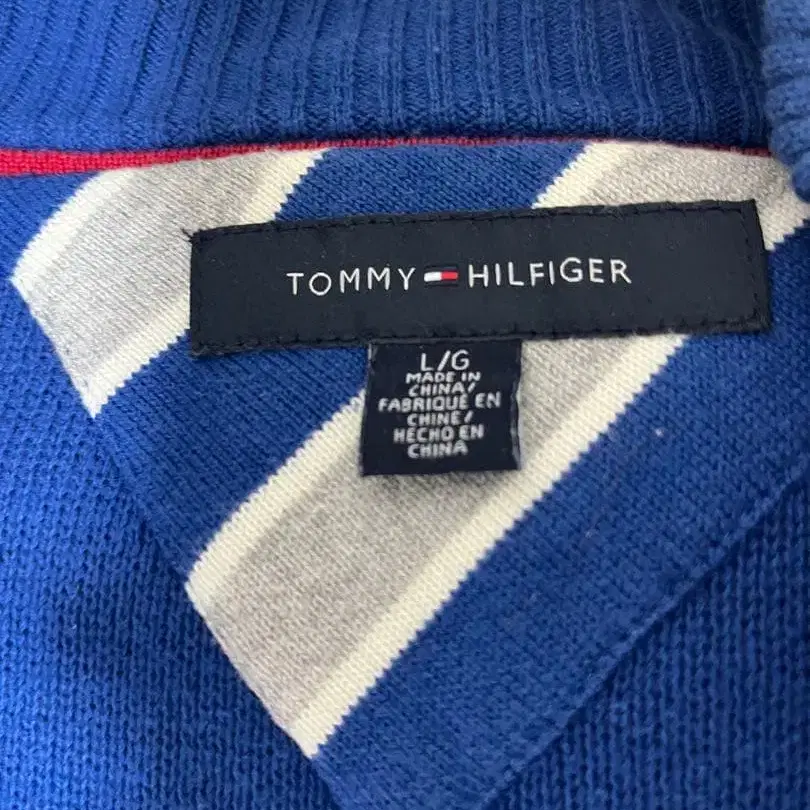 TOMMY HILFIGER
L/G
MADE IN
CHINA/
FABRIQUÉ EN
CHINE/
HECHO EN
CHINA